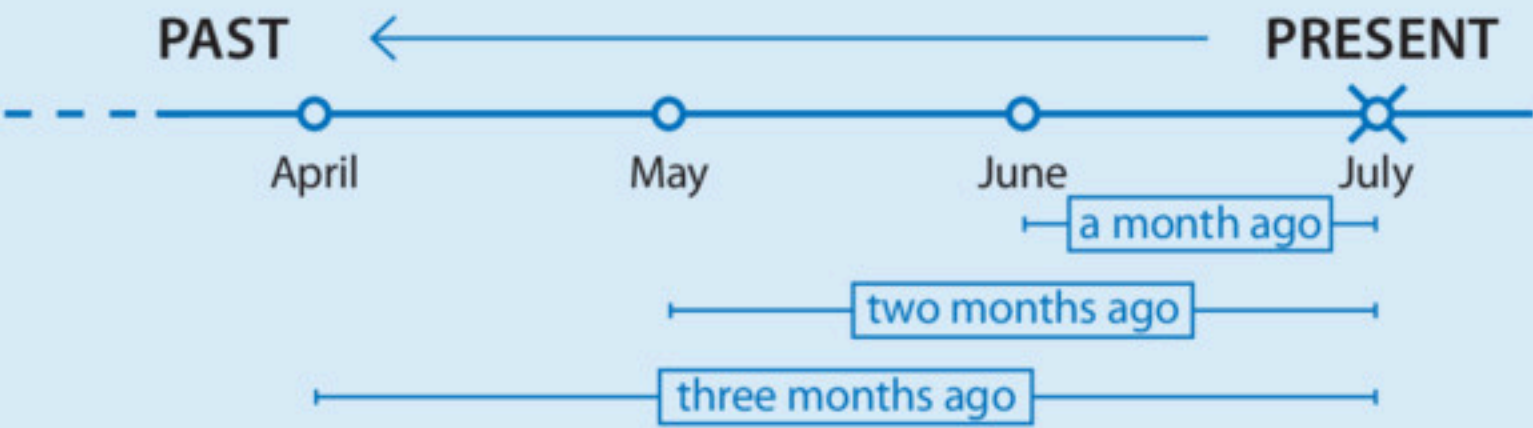 PAST PRESENT
April May June July
a month ago
two months ago
three months ago